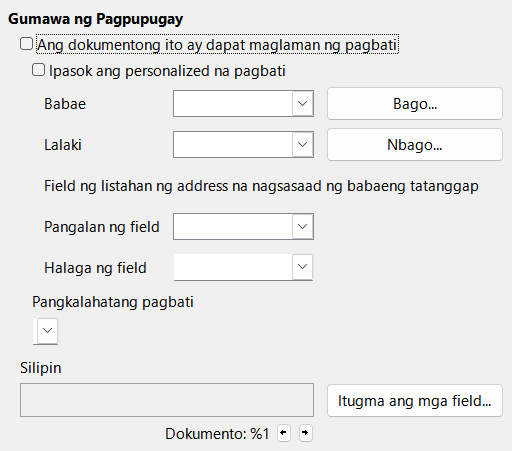 Gumawa ng Pagpupugay
Ang dokumentong ito ay dapat maglaman ng pagbati
Ipasok ang personalized na pagbati
Babae
Bago...
Lalaki
Nbago...
Field ng listahan ng address na nagsasaad ng babaeng tatanggap
Pangalan ng field
Halaga ng field
Pangkalahatang pagbati
Silipin
Itugma ang mga field...
Dokumento: %1